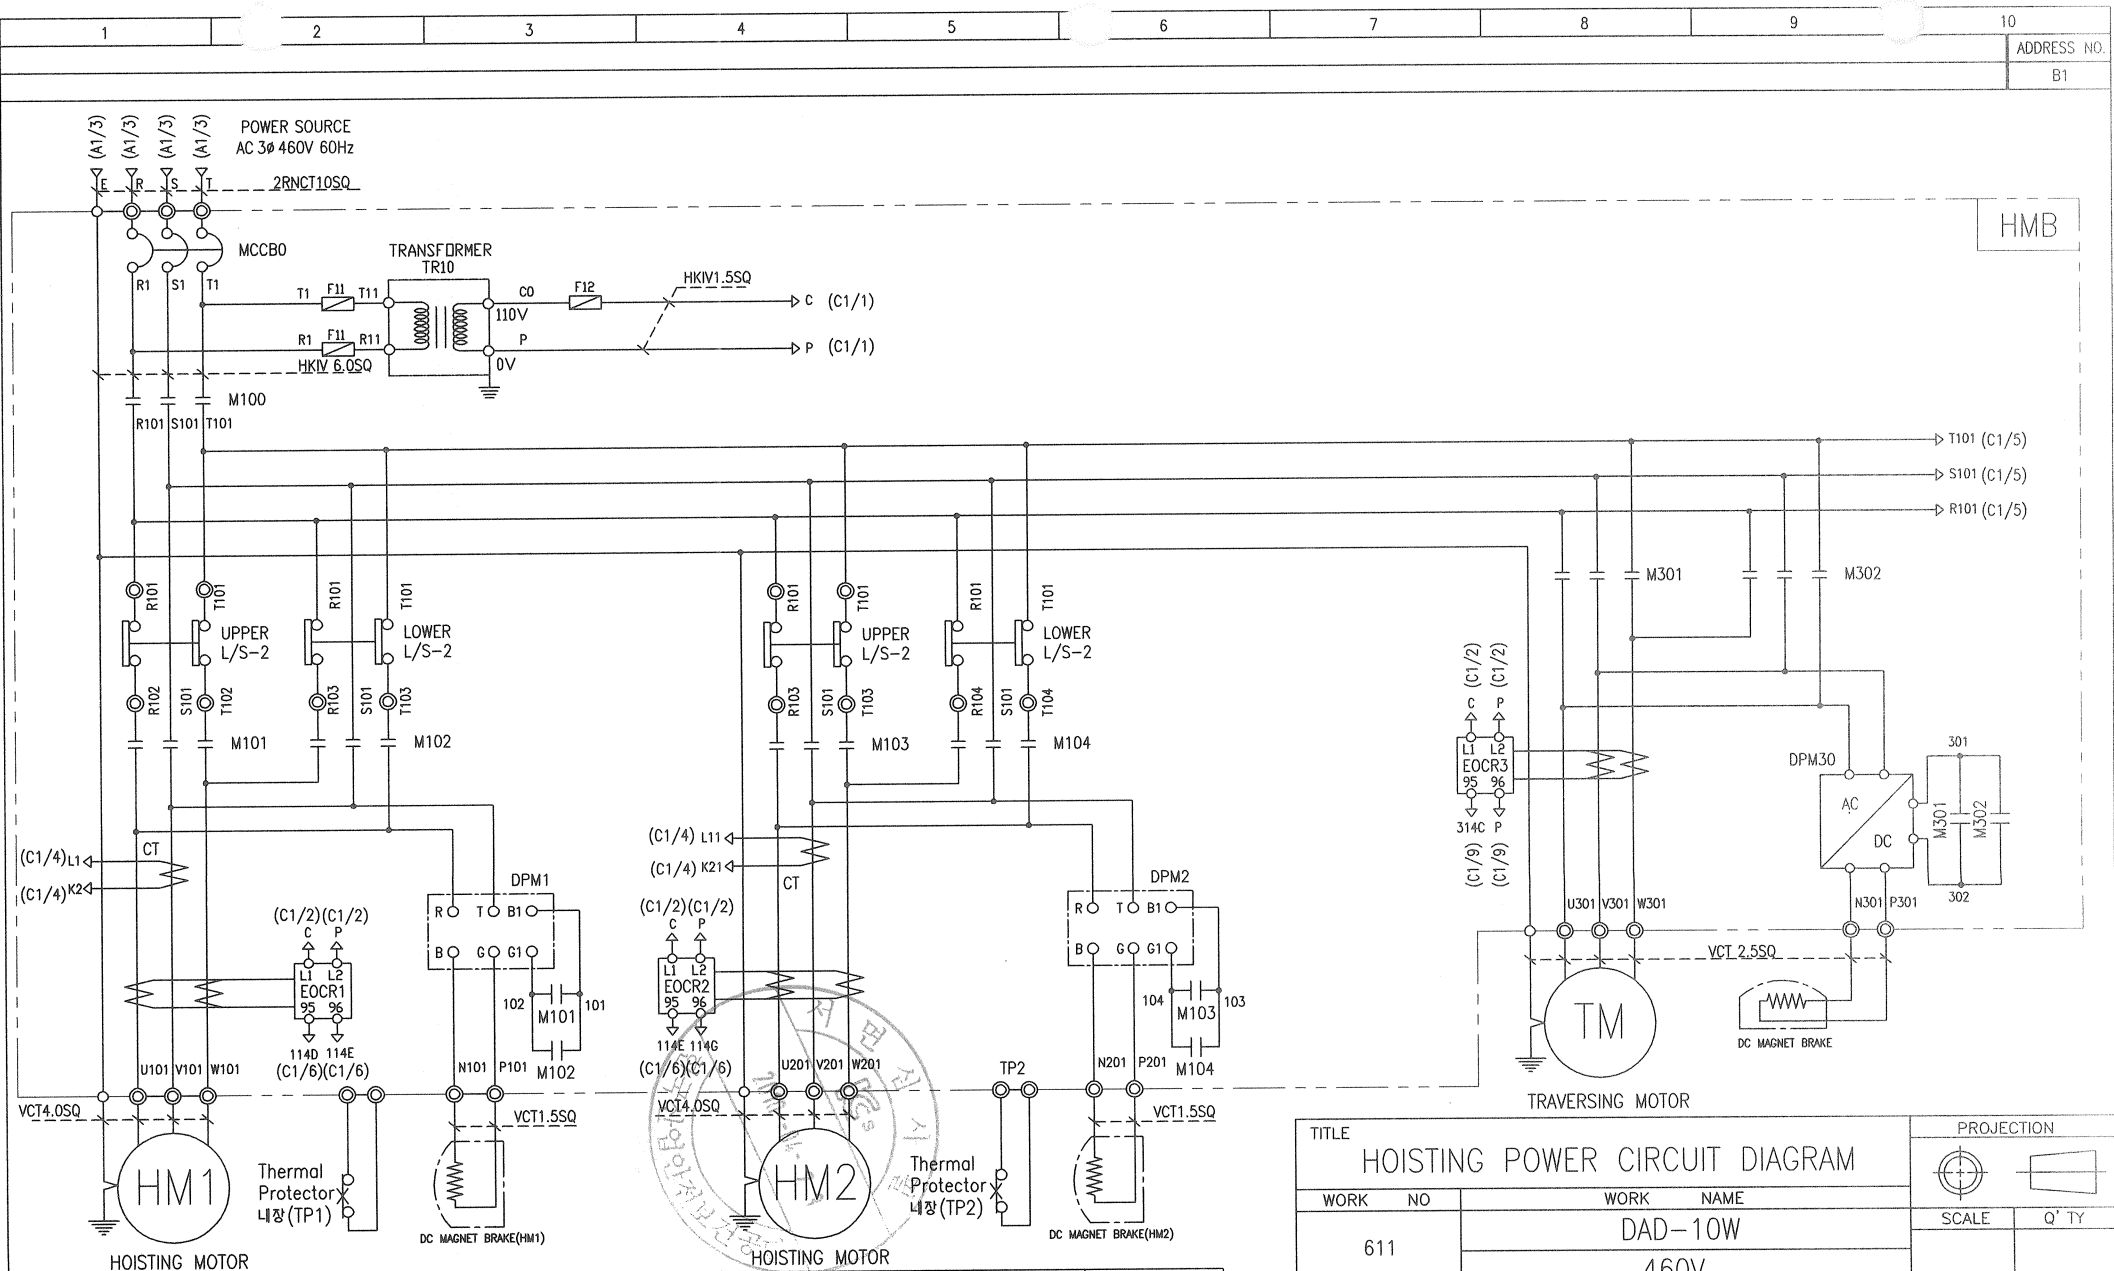 1 2 3 4 5 6 7 8 9 10
ADDRESS NO.
B1
(A1/3) (A1/3) (A1/3) (A1/3)
POWER SOURCE
AC 3ø 460V 60Hz
E R S T
2RNCT10SQ
HMB
MCCB0
R1 S1 T1
TRANSFORMER
TR10
T1 F11 T11
R1 F11 R11
HKIV 6.0SQ
C0 F12
110V
P
0V
HKIV1.5SQ
C (C1/1)
P (C1/1)
M100
R101 S101 T101
T101 (C1/5)
S101 (C1/5)
R101 (C1/5)
R101 T101 R101 T101
UPPER
L/S-2
LOWER
L/S-2
R102 S101 T102 R103 S101 T103
M101 M102
R101 T101 R101 T101
UPPER
L/S-2
LOWER
L/S-2
R103 S101 T103 R104 S101 T104
M103 M104
M301 M302
(C1/2) (C1/2)
C P
L1 L2
EOCR3
95 96
314C P
(C1/9) (C1/9)
DPM30
AC
DC
301
M301 M302
302
(C1/4) L1
CT
(C1/4) K2
(C1/4) L11
(C1/4) K21
CT
DPM1
R T B1
B G G1
102 101
M101
M102
DPM2
R T B1
B G G1
104 103
M103
M104
(C1/2)(C1/2)
C P
L1 L2
EOCR1
95 96
114D 114E
(C1/6)(C1/6)
(C1/2)(C1/2)
C P
L1 L2
EOCR2
95 96
114E 114G
(C1/6)(C1/6)
U301 V301 W301
N301 P301
VCT 2.5SQ
TM
DC MAGNET BRAKE
TRAVERSING MOTOR
U101 V101 W101
N101 P101
VCT4.0SQ
VCT1.5SQ
HM1
Thermal
Protector
내장(TP1)
DC MAGNET BRAKE(HM1)
HOISTING MOTOR
U201 V201 W201
TP2
N201 P201
VCT4.0SQ
VCT1.5SQ
HM2
Thermal
Protector
내장(TP2)
DC MAGNET BRAKE(HM2)
HOISTING MOTOR
TITLE
HOISTING POWER CIRCUIT DIAGRAM
PROJECTION
WORK NO
WORK NAME
SCALE
Q' TY
611
DAD-10W
460V